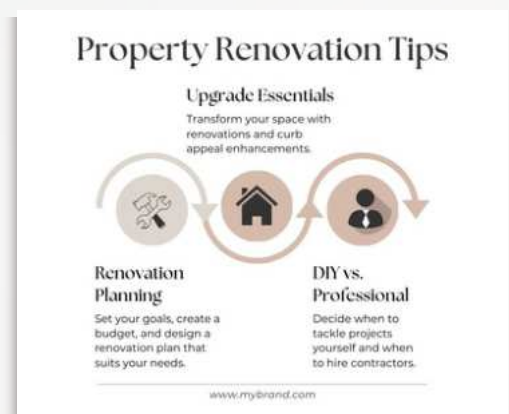 Property Renovation Tips
Upgrade Essentials
Transform your space with
renovations and curb
appeal enhancements.
Renovation
Planning
Set your goals, create a
budget, and design a
renovation plan that
suits your needs.
DIY vs.
Professional
Decide when to
tackle projects
yourself and when
to hire contractors.
www.mybrand.com